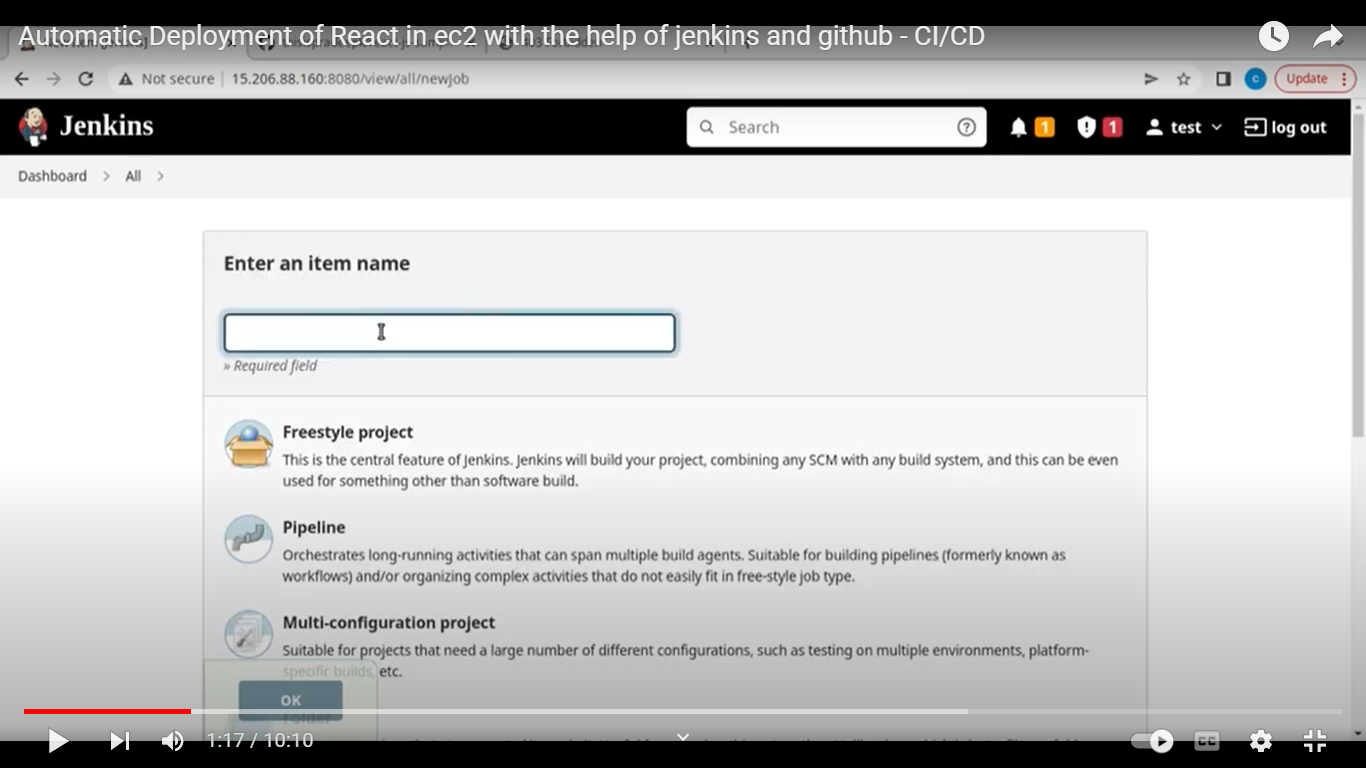 Automatic Deployment of React in ec2 with the help of jenkins and github - CI/CD
Not secure 15.206.88.160:8080/view/all/newJob
C
Update
Jenkins
Search
1
1
test
log out
Dashboard
All
Enter an item name
» Required field
Freestyle project
This is the central feature of Jenkins. Jenkins will build your project, combining any SCM with any build system, and this can be even
used for something other than software build.
Pipeline
Orchestrates long-running activities that can span multiple build agents. Suitable for building pipelines (formerly known as
workflows) and/or organizing complex activities that do not easily fit in free-style job type.
Multi-configuration project
Suitable for projects that need a large number of different configurations, such as testing on multiple environments, platform-
specific builds, etc.
OK
Folder
1:17 / 10:10
CC